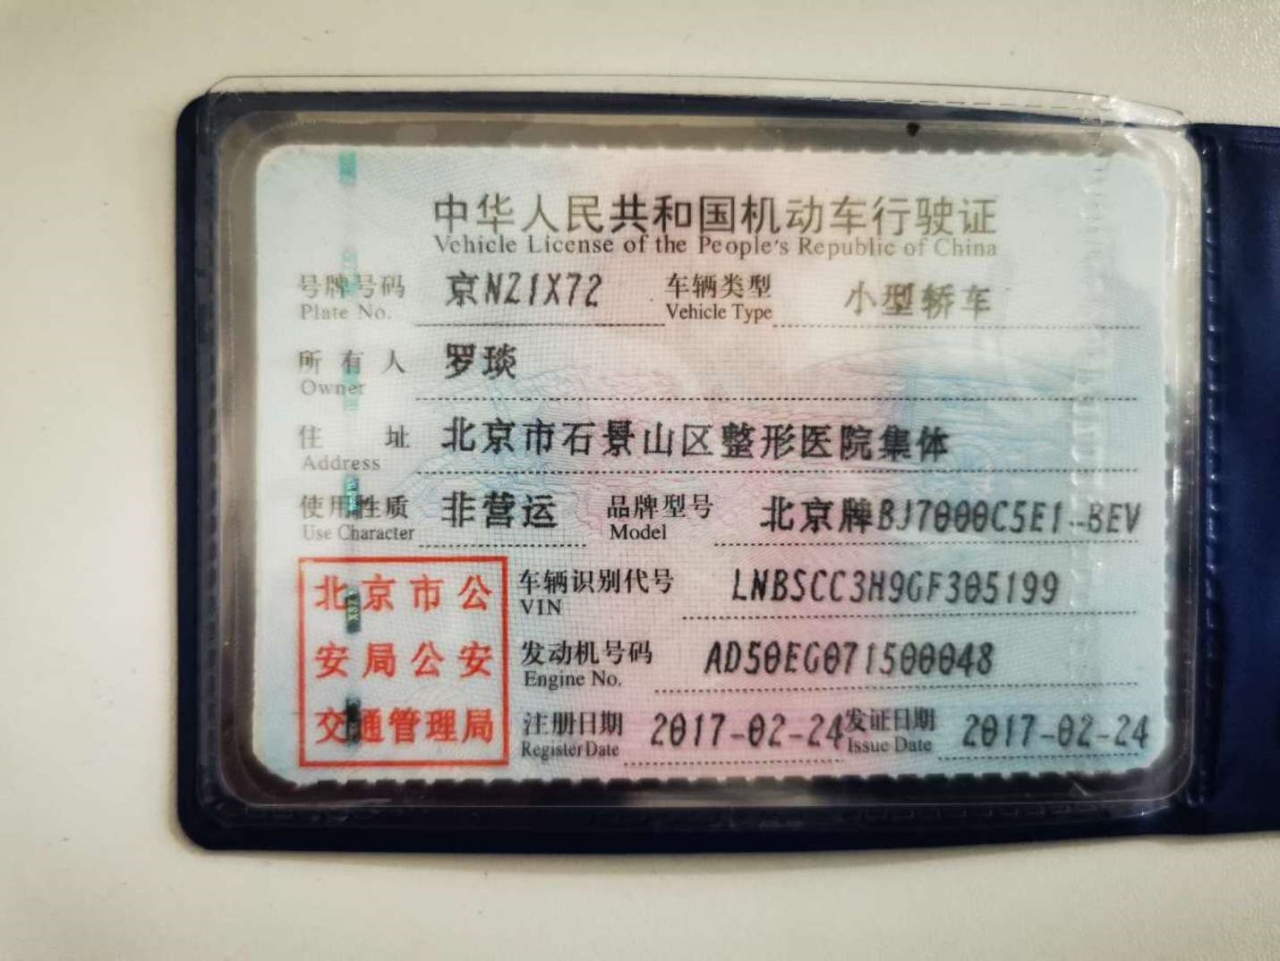 中华人民共和国机动车行驶证
Vehicle License of the People's Republic of China
号牌号码 京NZ1X72 车辆类型 小型轿车
Plate No. Vehicle Type
所有人 罗琰
Owner
住址 北京市石景山区整形医院集体
Address
使用性质 非营运 品牌型号 北京牌BJ7000C5E1-BEV
Use Character Model
北京市公
安局公安
交通管理局
车辆识别代号 LNBSCC3H9GF305199
VIN
发动机号码 AD50EG071500048
Engine No.
注册日期 2017-02-24 发证日期 2017-02-24
Register Date Issue Date